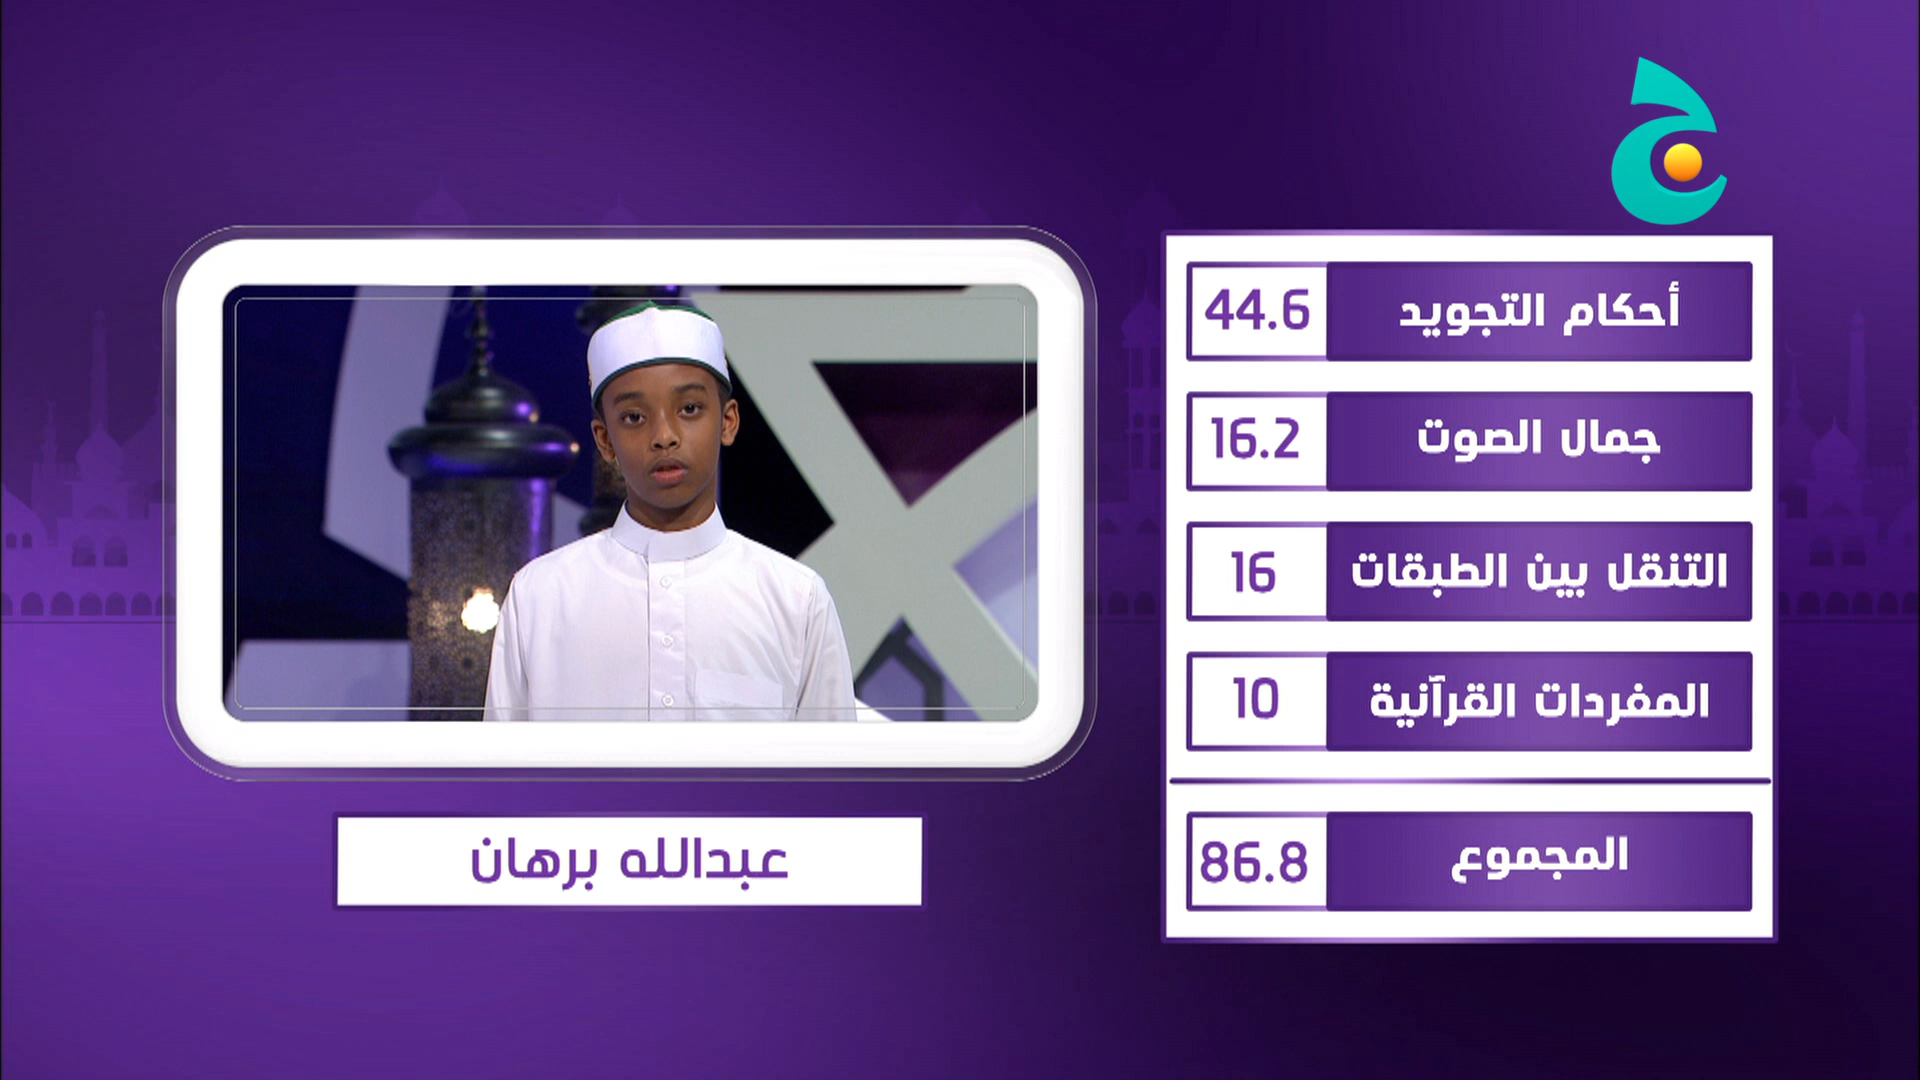 أحكام التجويد 44.6
جمال الصوت 16.2
التنقل بين الطبقات 16
المفردات القرآنية 10
المجموع 86.8
عبدالله برهان